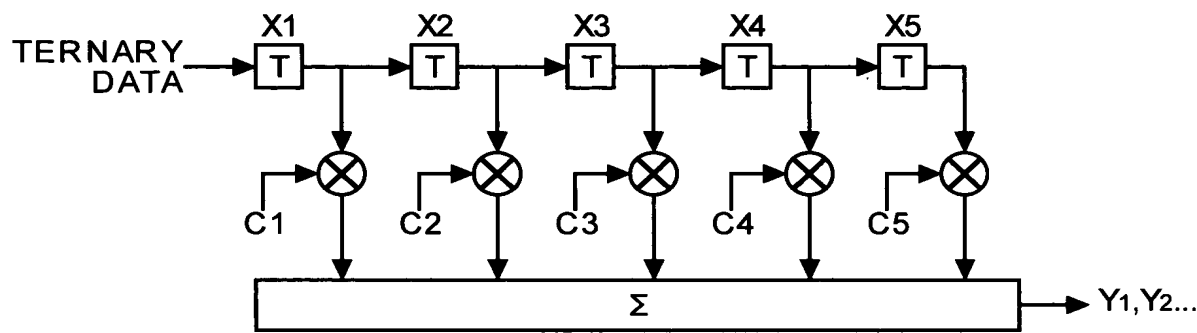 X1 X2 X3 X4 X5
TERNARY DATA
T T T T T
C1 C2 C3 C4 C5
Σ
Y1,Y2...